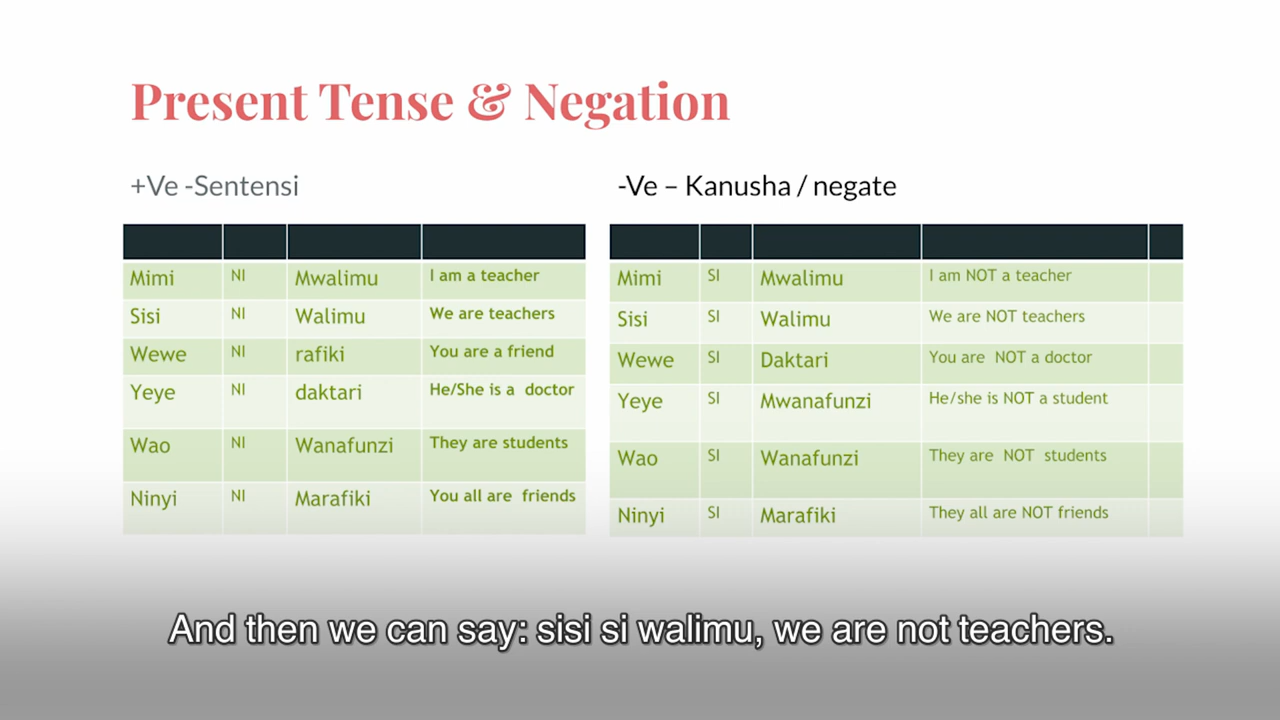 Present Tense & Negation
+Ve -Sentensi
Mimi NI Mwalimu I am a teacher
Sisi NI Walimu We are teachers
Wewe NI rafiki You are a friend
Yeye NI daktari He/She is a doctor
Wao NI Wanafunzi They are students
Ninyi NI Marafiki You all are friends
-Ve – Kanusha / negate
Mimi SI Mwalimu I am NOT a teacher
Sisi SI Walimu We are NOT teachers
Wewe SI Daktari You are NOT a doctor
Yeye SI Mwanafunzi He/she is NOT a student
Wao SI Wanafunzi They are NOT students
Ninyi SI Marafiki They all are NOT friends
And then we can say: sisi si walimu, we are not teachers.